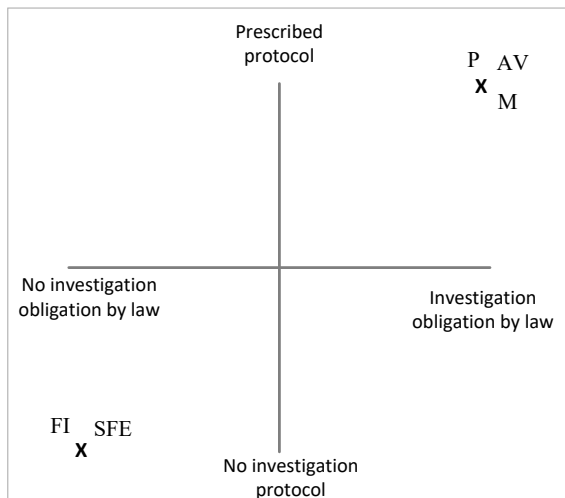 Prescribed
protocol
P AV
X
M
No investigation
obligation by law
Investigation
obligation by law
FI SFE
X
No investigation
protocol